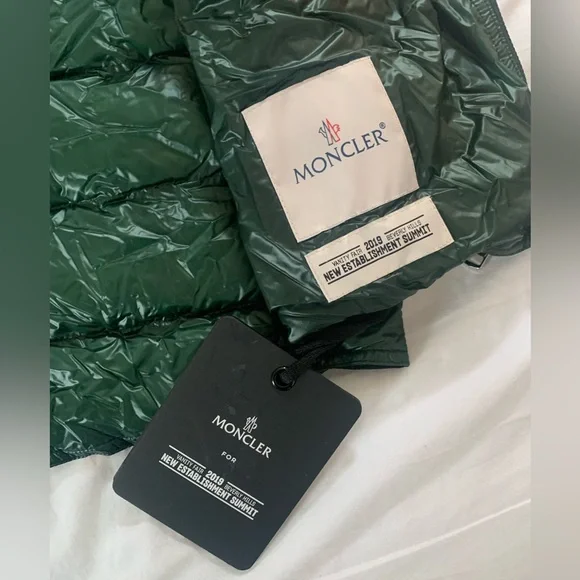 MONCLER®
VANITY FAIR 2019 BEVERLY HILLS
NEW ESTABLISHMENT SUMMIT
MONCLER
FOR
VANITY FAIR 2019 BEVERLY HILLS
NEW ESTABLISHMENT SUMMIT